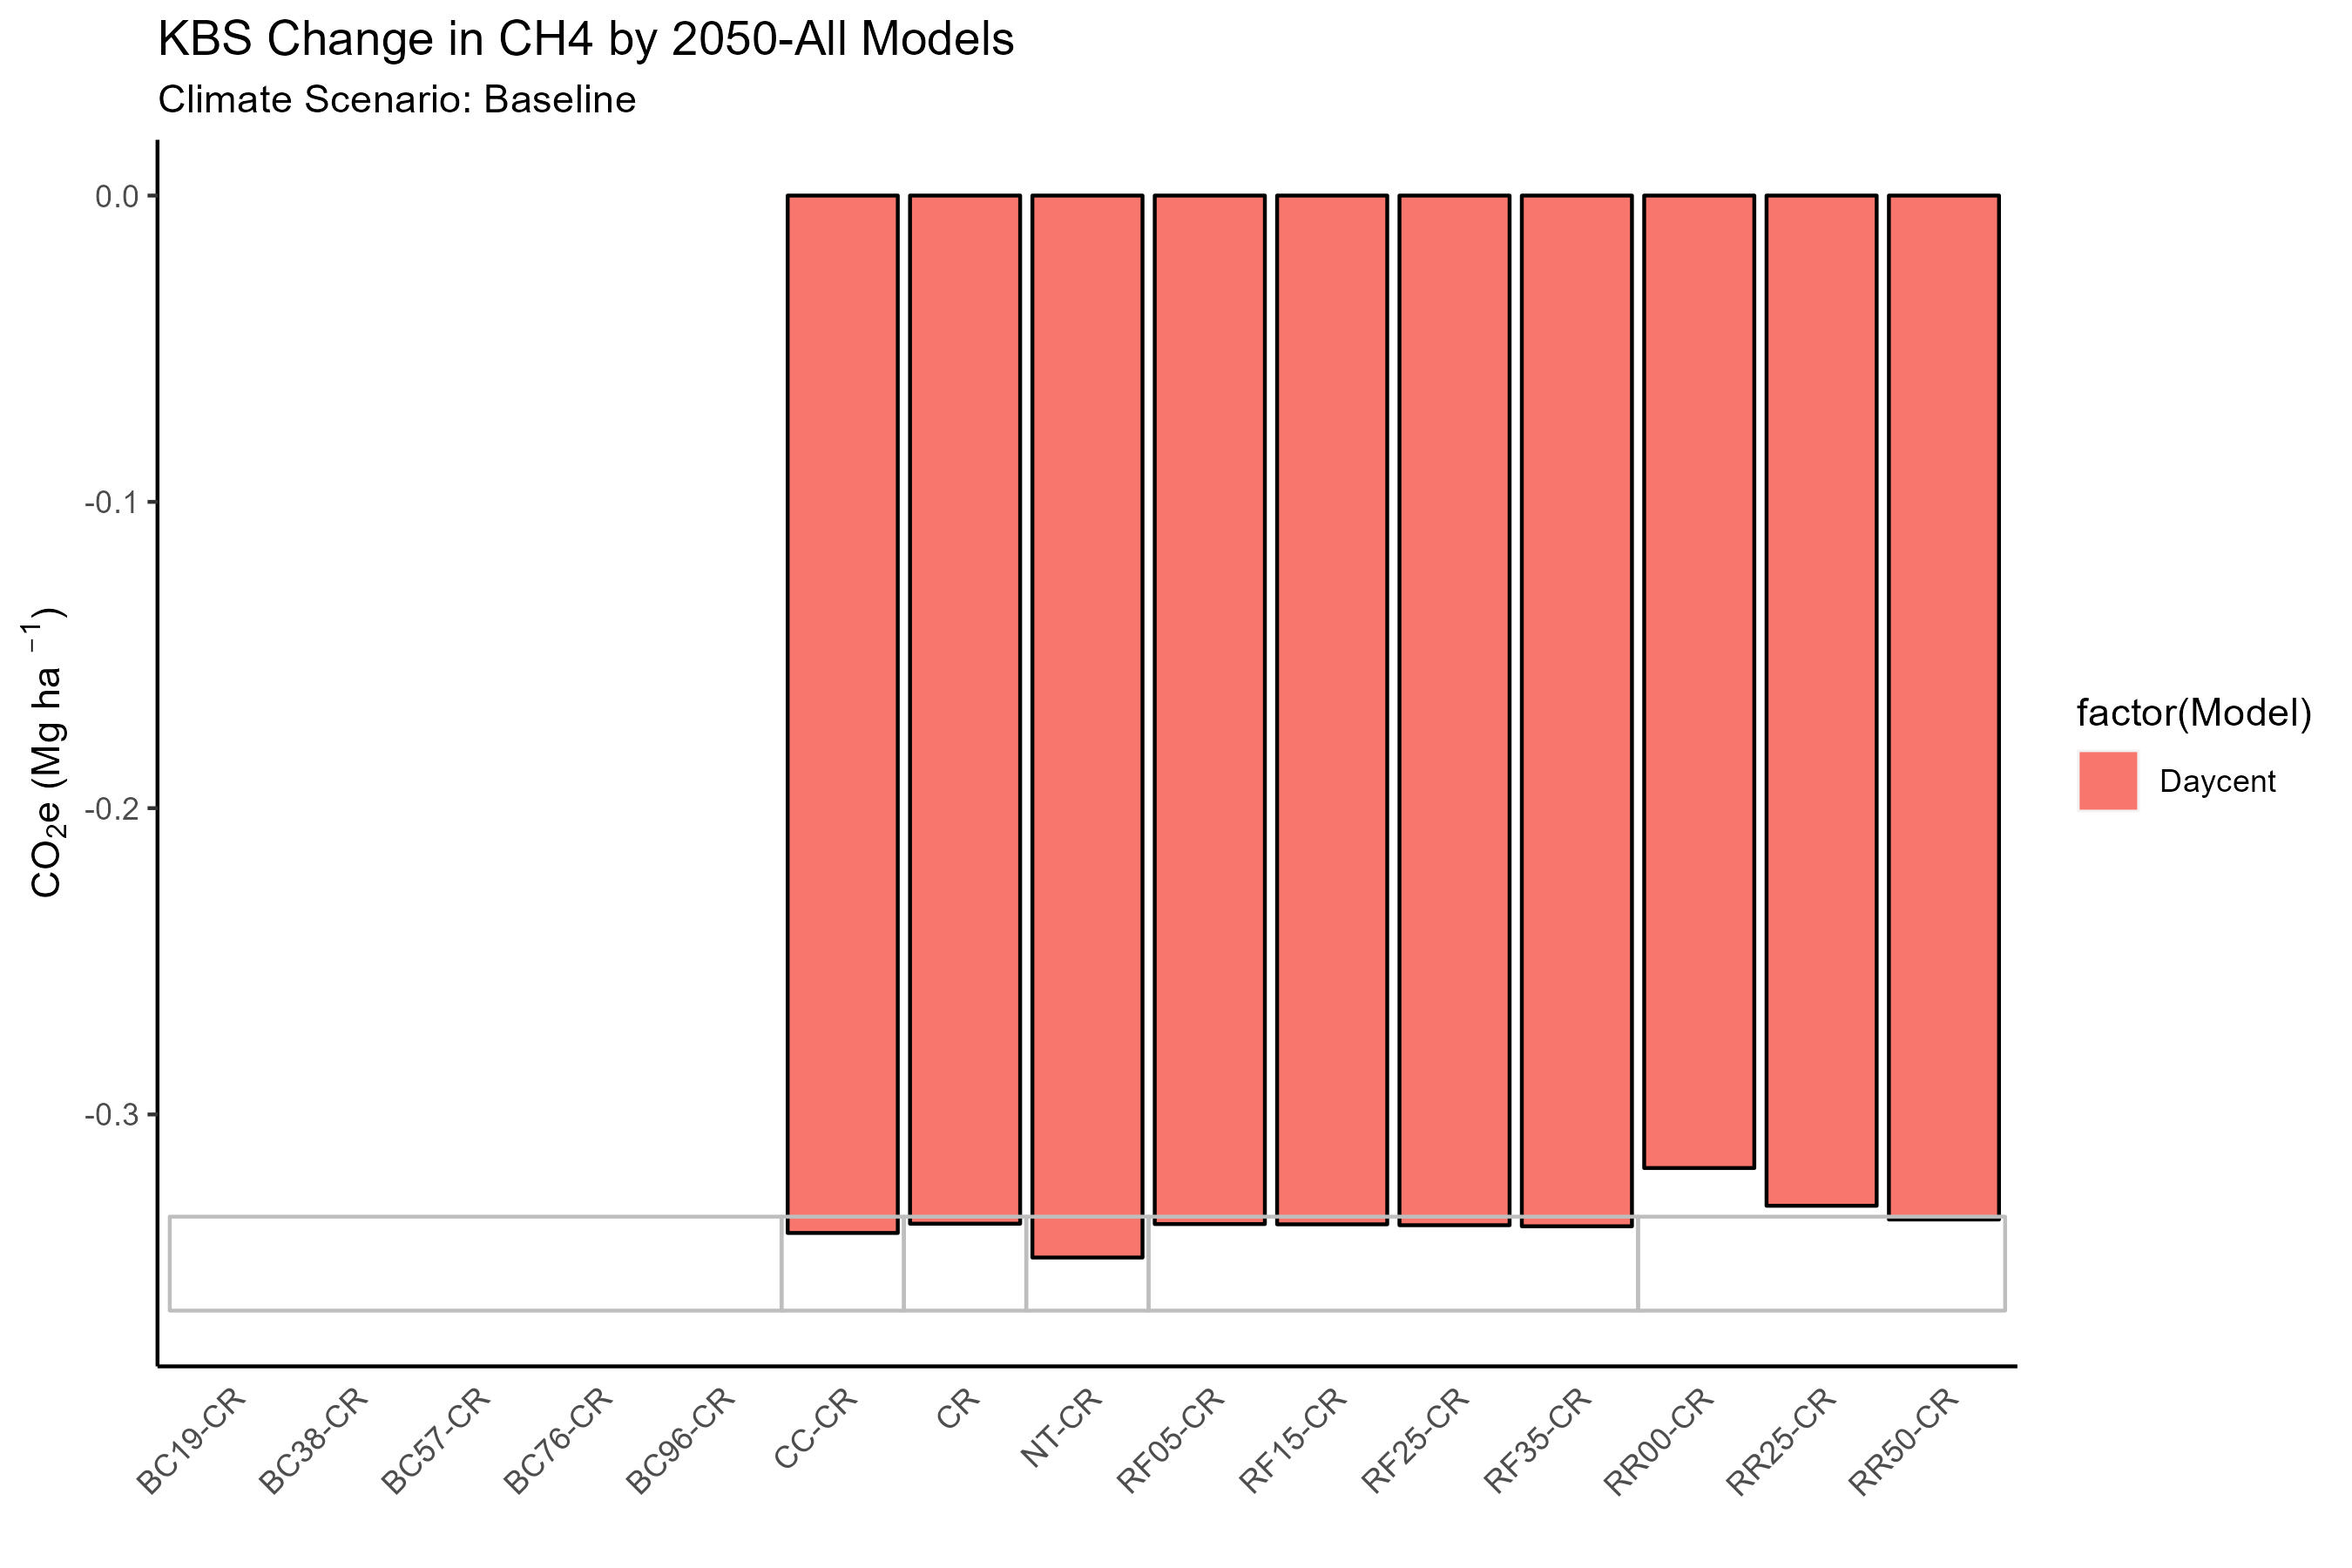 KBS Change in CH4 by 2050-All Models
Climate Scenario: Baseline
0.0
-0.1
-0.2
-0.3
CO₂e (Mg ha ⁻¹)
factor(Model)
Daycent
BC19-CR
BC38-CR
BC57-CR
BC76-CR
BC96-CR
CC-CR
CR
NT-CR
RF05-CR
RF15-CR
RF25-CR
RF35-CR
RR00-CR
RR25-CR
RR50-CR